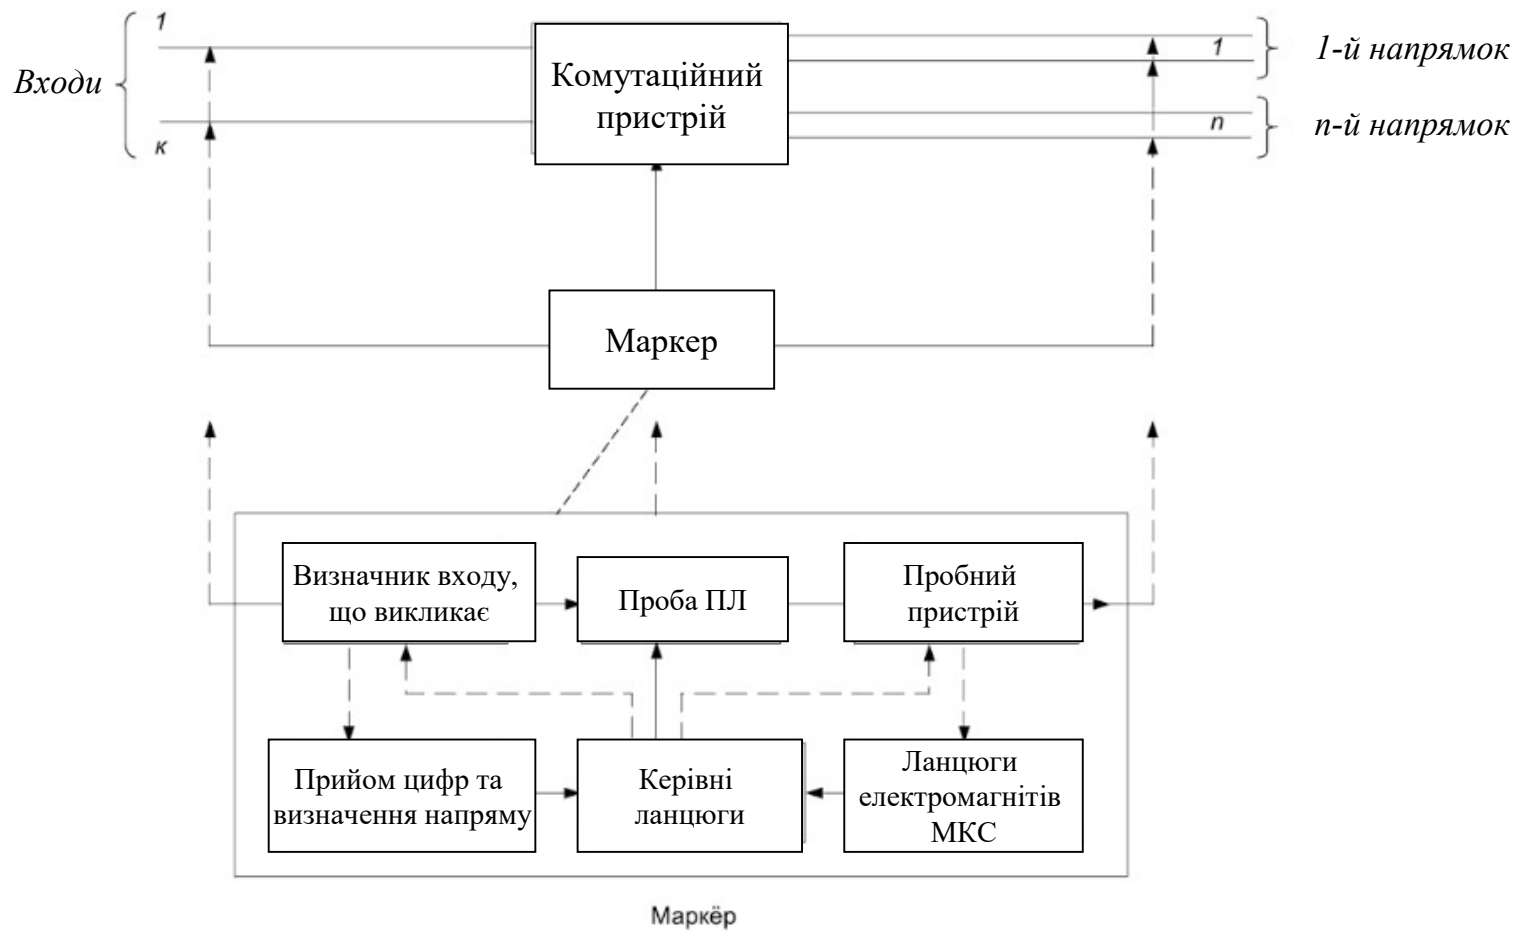 1
Входи
к
Комутаційний
пристрій
1
1-й напрямок
n
n-й напрямок
Маркер
Визначник входу,
що викликає
Проба ПЛ
Пробний
пристрій
Прийом цифр та
визначення напряму
Керівні
ланцюги
Ланцюги
електромагнітів
МКС
Маркёр